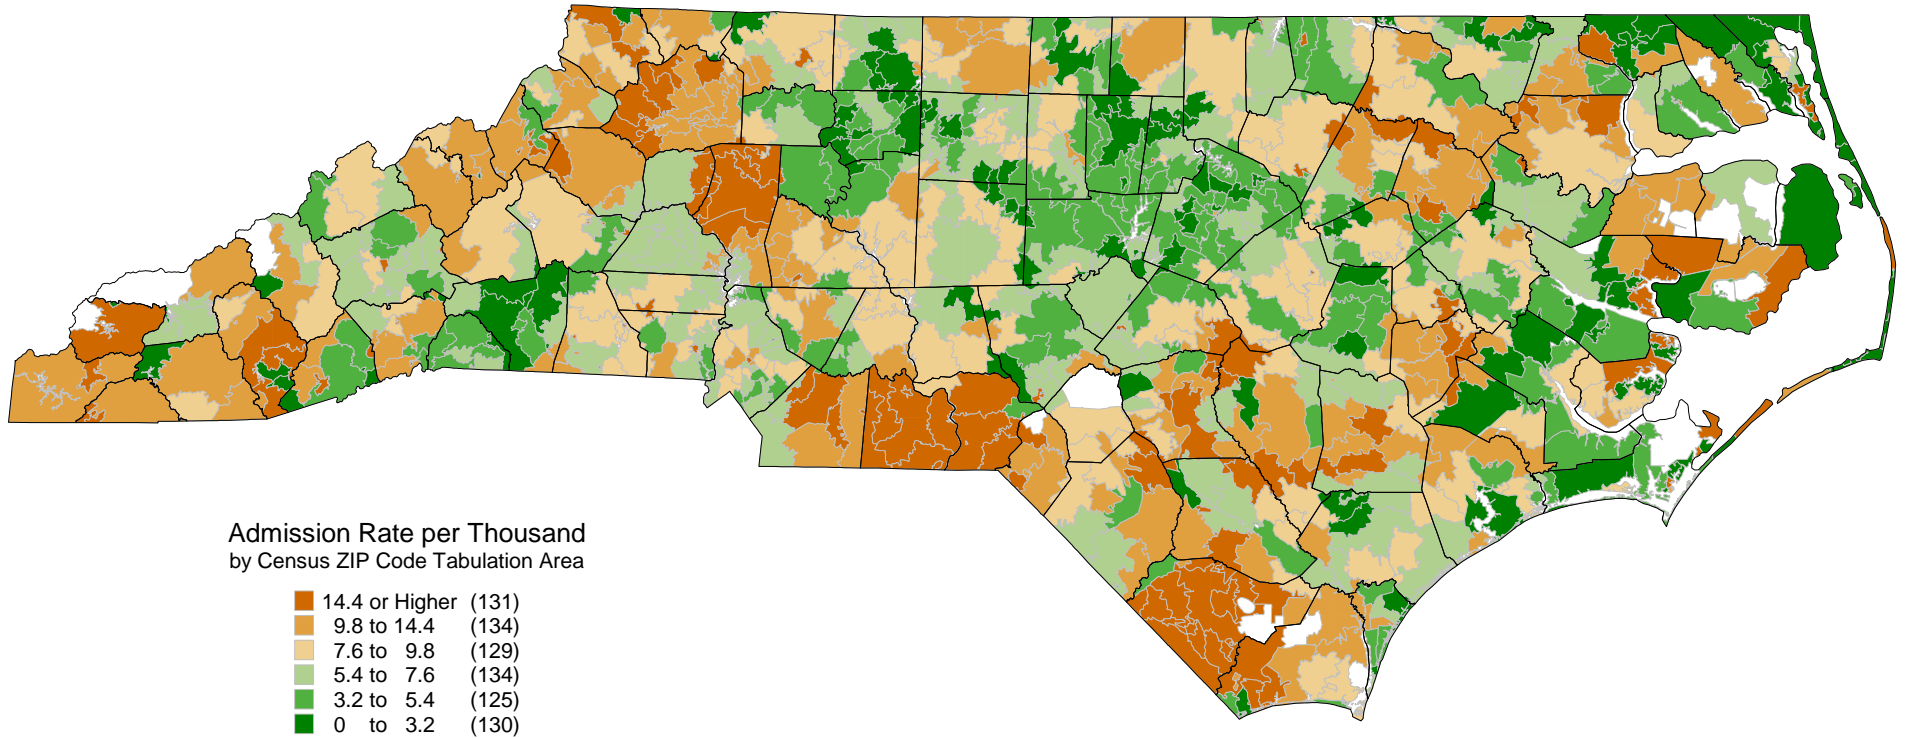 Admission Rate per Thousand
by Census ZIP Code Tabulation Area
14.4 or Higher (131)
9.8 to 14.4 (134)
7.6 to 9.8 (129)
5.4 to 7.6 (134)
3.2 to 5.4 (125)
0 to 3.2 (130)